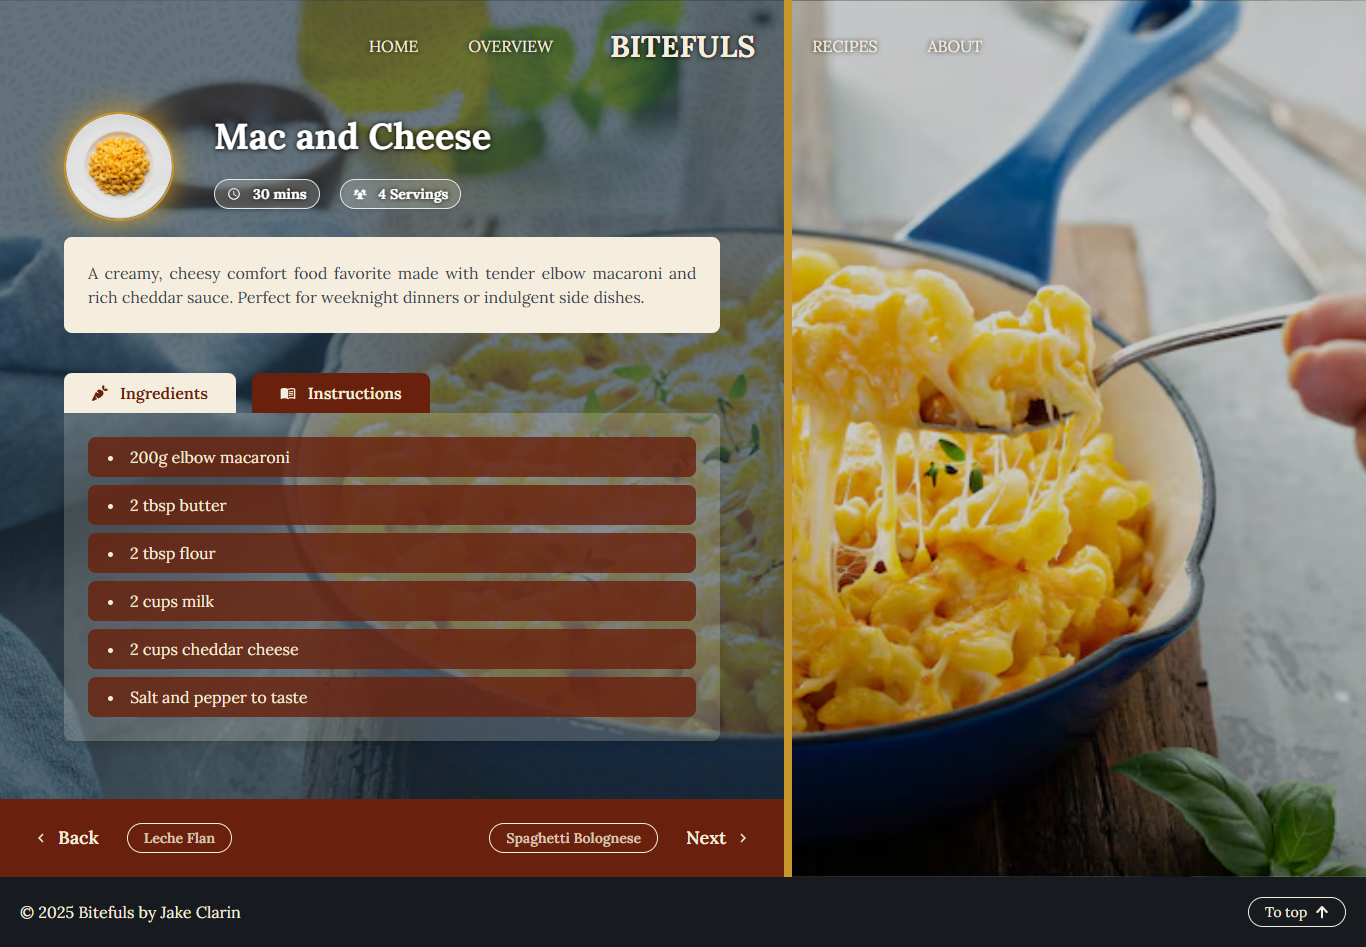 HOME OVERVIEW BITEFULS RECIPES ABOUT
Mac and Cheese
30 mins 4 Servings
A creamy, cheesy comfort food favorite made with tender elbow macaroni and
rich cheddar sauce. Perfect for weeknight dinners or indulgent side dishes.
Ingredients Instructions
• 200g elbow macaroni
• 2 tbsp butter
• 2 tbsp flour
• 2 cups milk
• 2 cups cheddar cheese
• Salt and pepper to taste
Back Leche Flan Spaghetti Bolognese Next
© 2025 Bitefuls by Jake Clarin To top